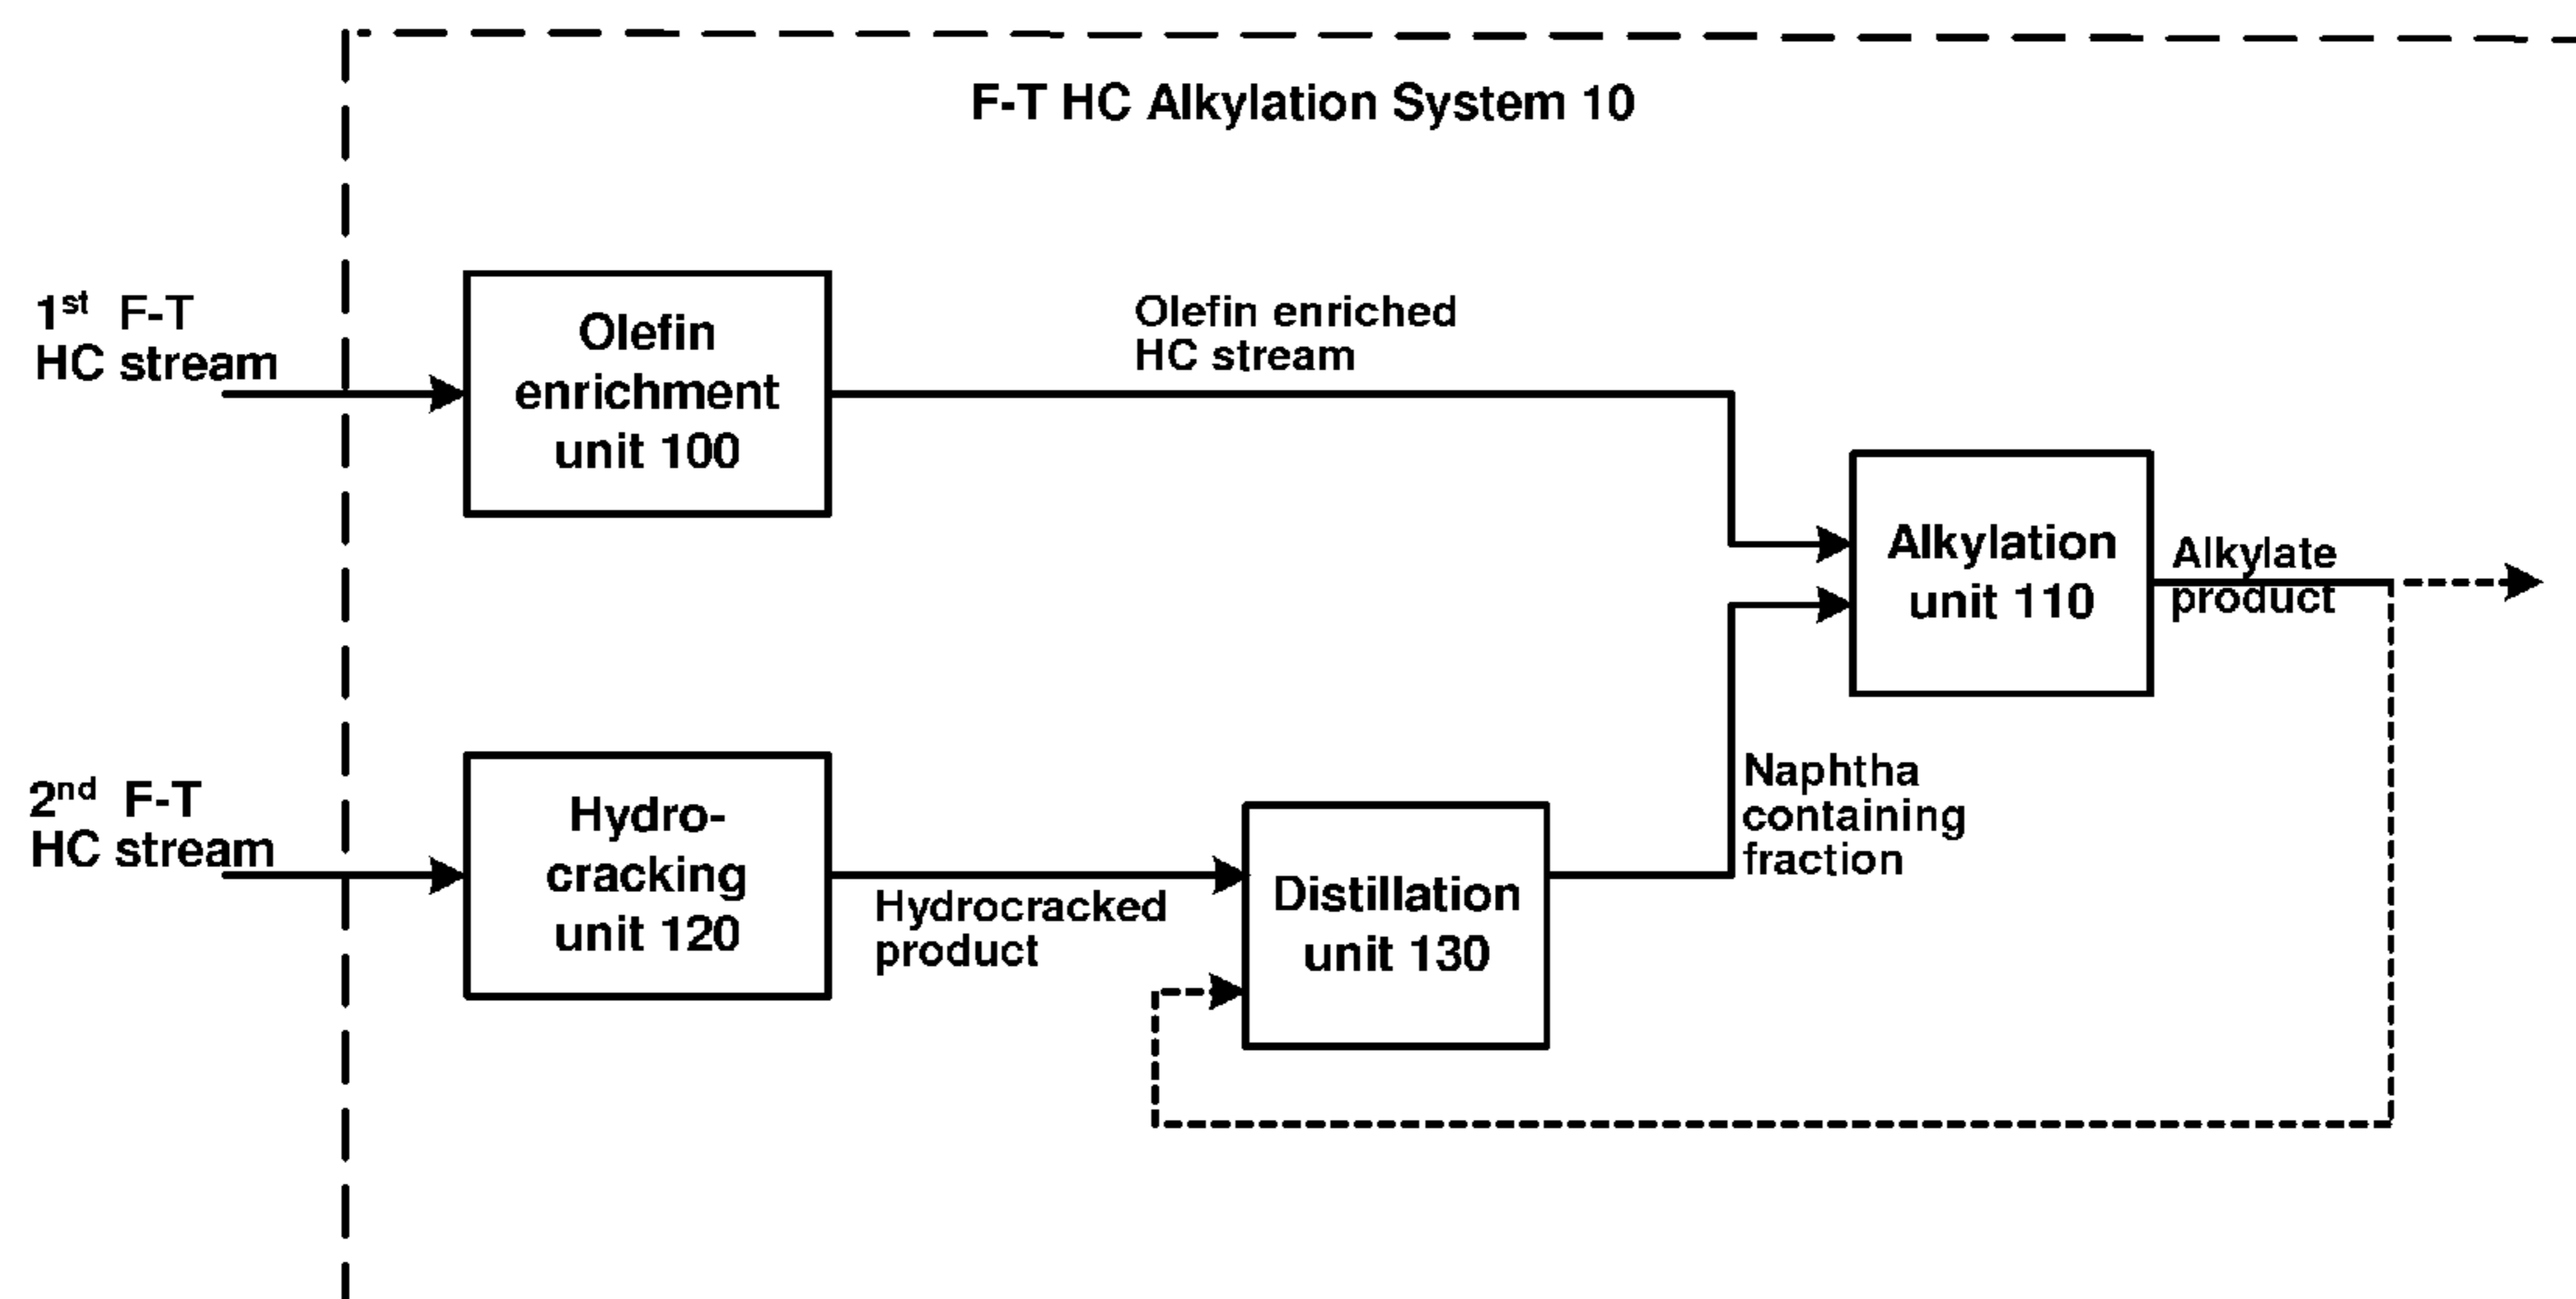 F-T HC Alkylation System 10
1st F-T
HC stream
Olefin
enrichment
unit 100
Olefin enriched
HC stream
Alkylation
unit 110
Alkylate
product
2nd F-T
HC stream
Hydro-
cracking
unit 120
Hydrocracked
product
Distillation
unit 130
Naphtha
containing
fraction